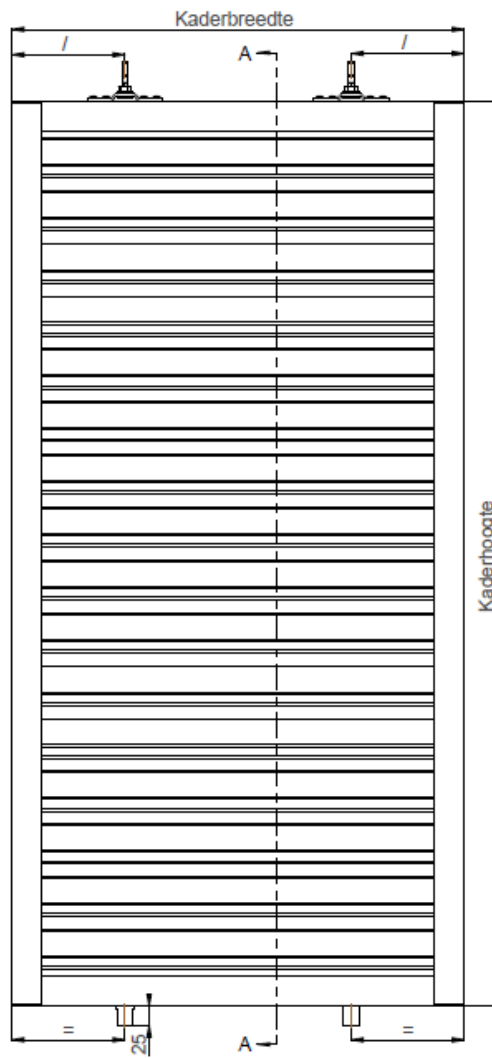 Kaderbreedte
/ /
A
Kaderhoogte
= =
25
A